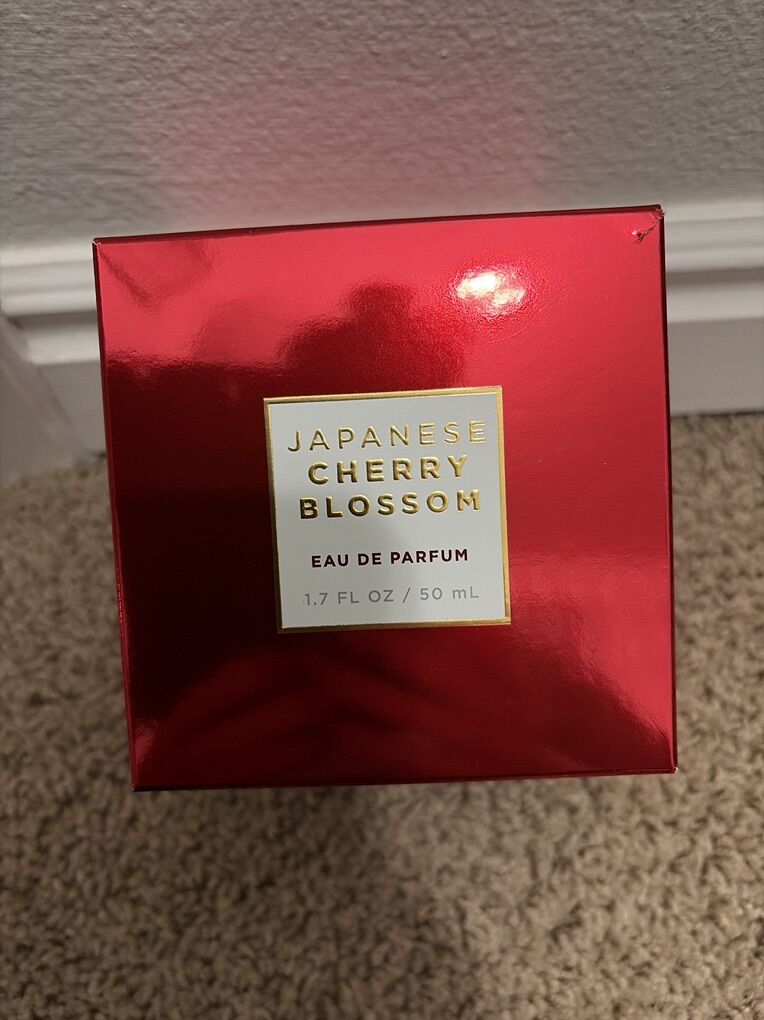 JAPANESE
CHERRY
BLOSSOM
EAU DE PARFUM
1.7 FL OZ / 50 mL